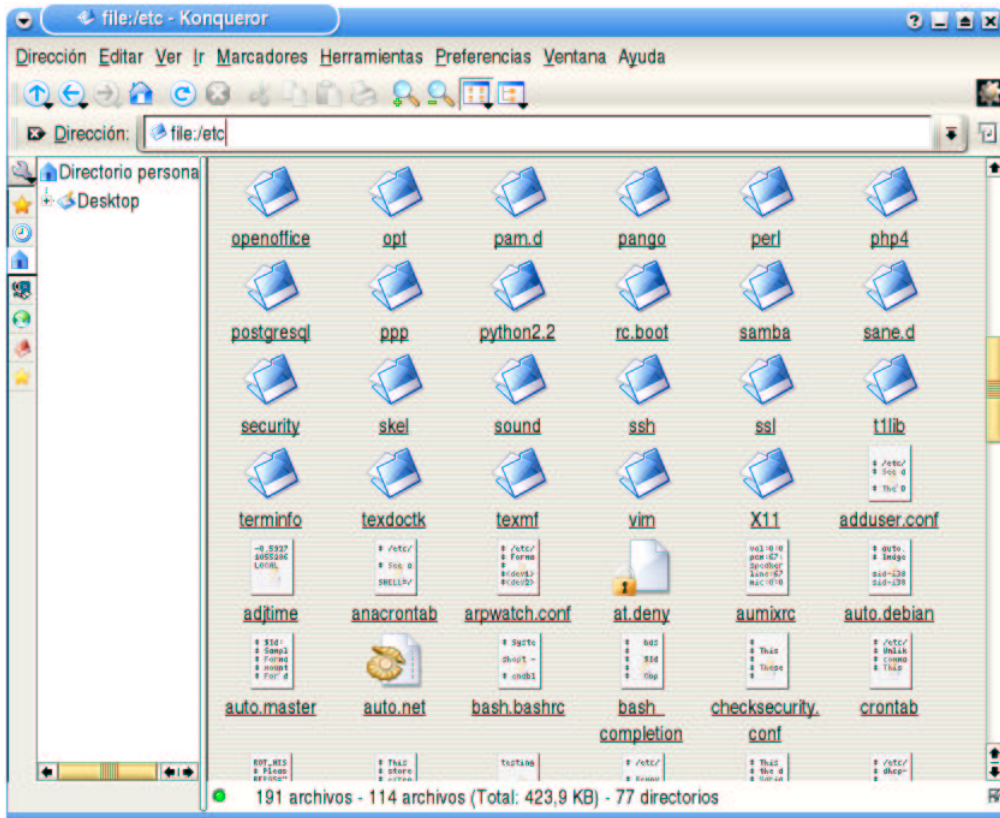 file:/etc - Konqueror
Dirección Editar Ver Ir Marcadores Herramientas Preferencias Ventana Ayuda
Dirección: file:/etc
Directorio persona
Desktop
openoffice opt pam.d pango perl php4
postgresql ppp python2.2 rc.boot samba sane.d
security skel sound ssh ssl t1lib
terminfo texdoctk texmf vim X11 adduser.conf
adjtime anacrontab arpwatch.conf at.deny aumixrc auto.debian
auto.master auto.net bash.bashrc bash_ checksecurity. crontab
completion conf
191 archivos - 114 archivos (Total: 423,9 KB) - 77 directorios